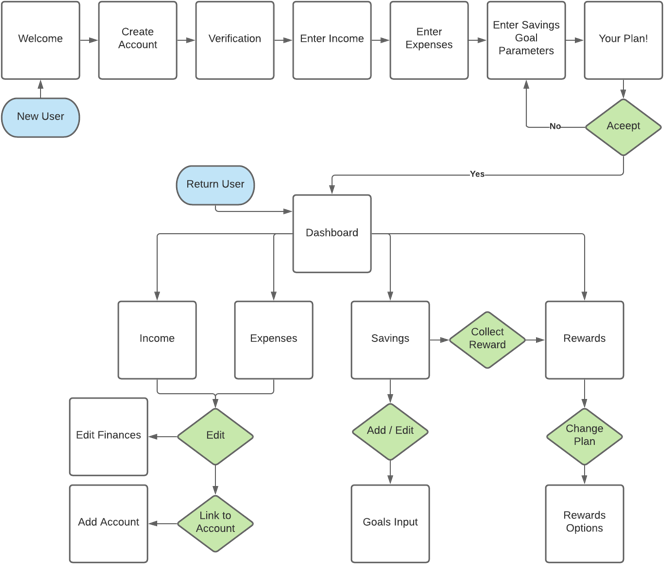 Welcome
Create
Account
Verification
Enter Income
Enter
Expenses
Enter Savings
Goal
Parameters
Your Plan!
New User
No
Aceept
Yes
Return User
Dashboard
Income
Expenses
Savings
Collect
Reward
Rewards
Edit Finances
Edit
Add / Edit
Change
Plan
Add Account
Link to
Account
Goals Input
Rewards
Options